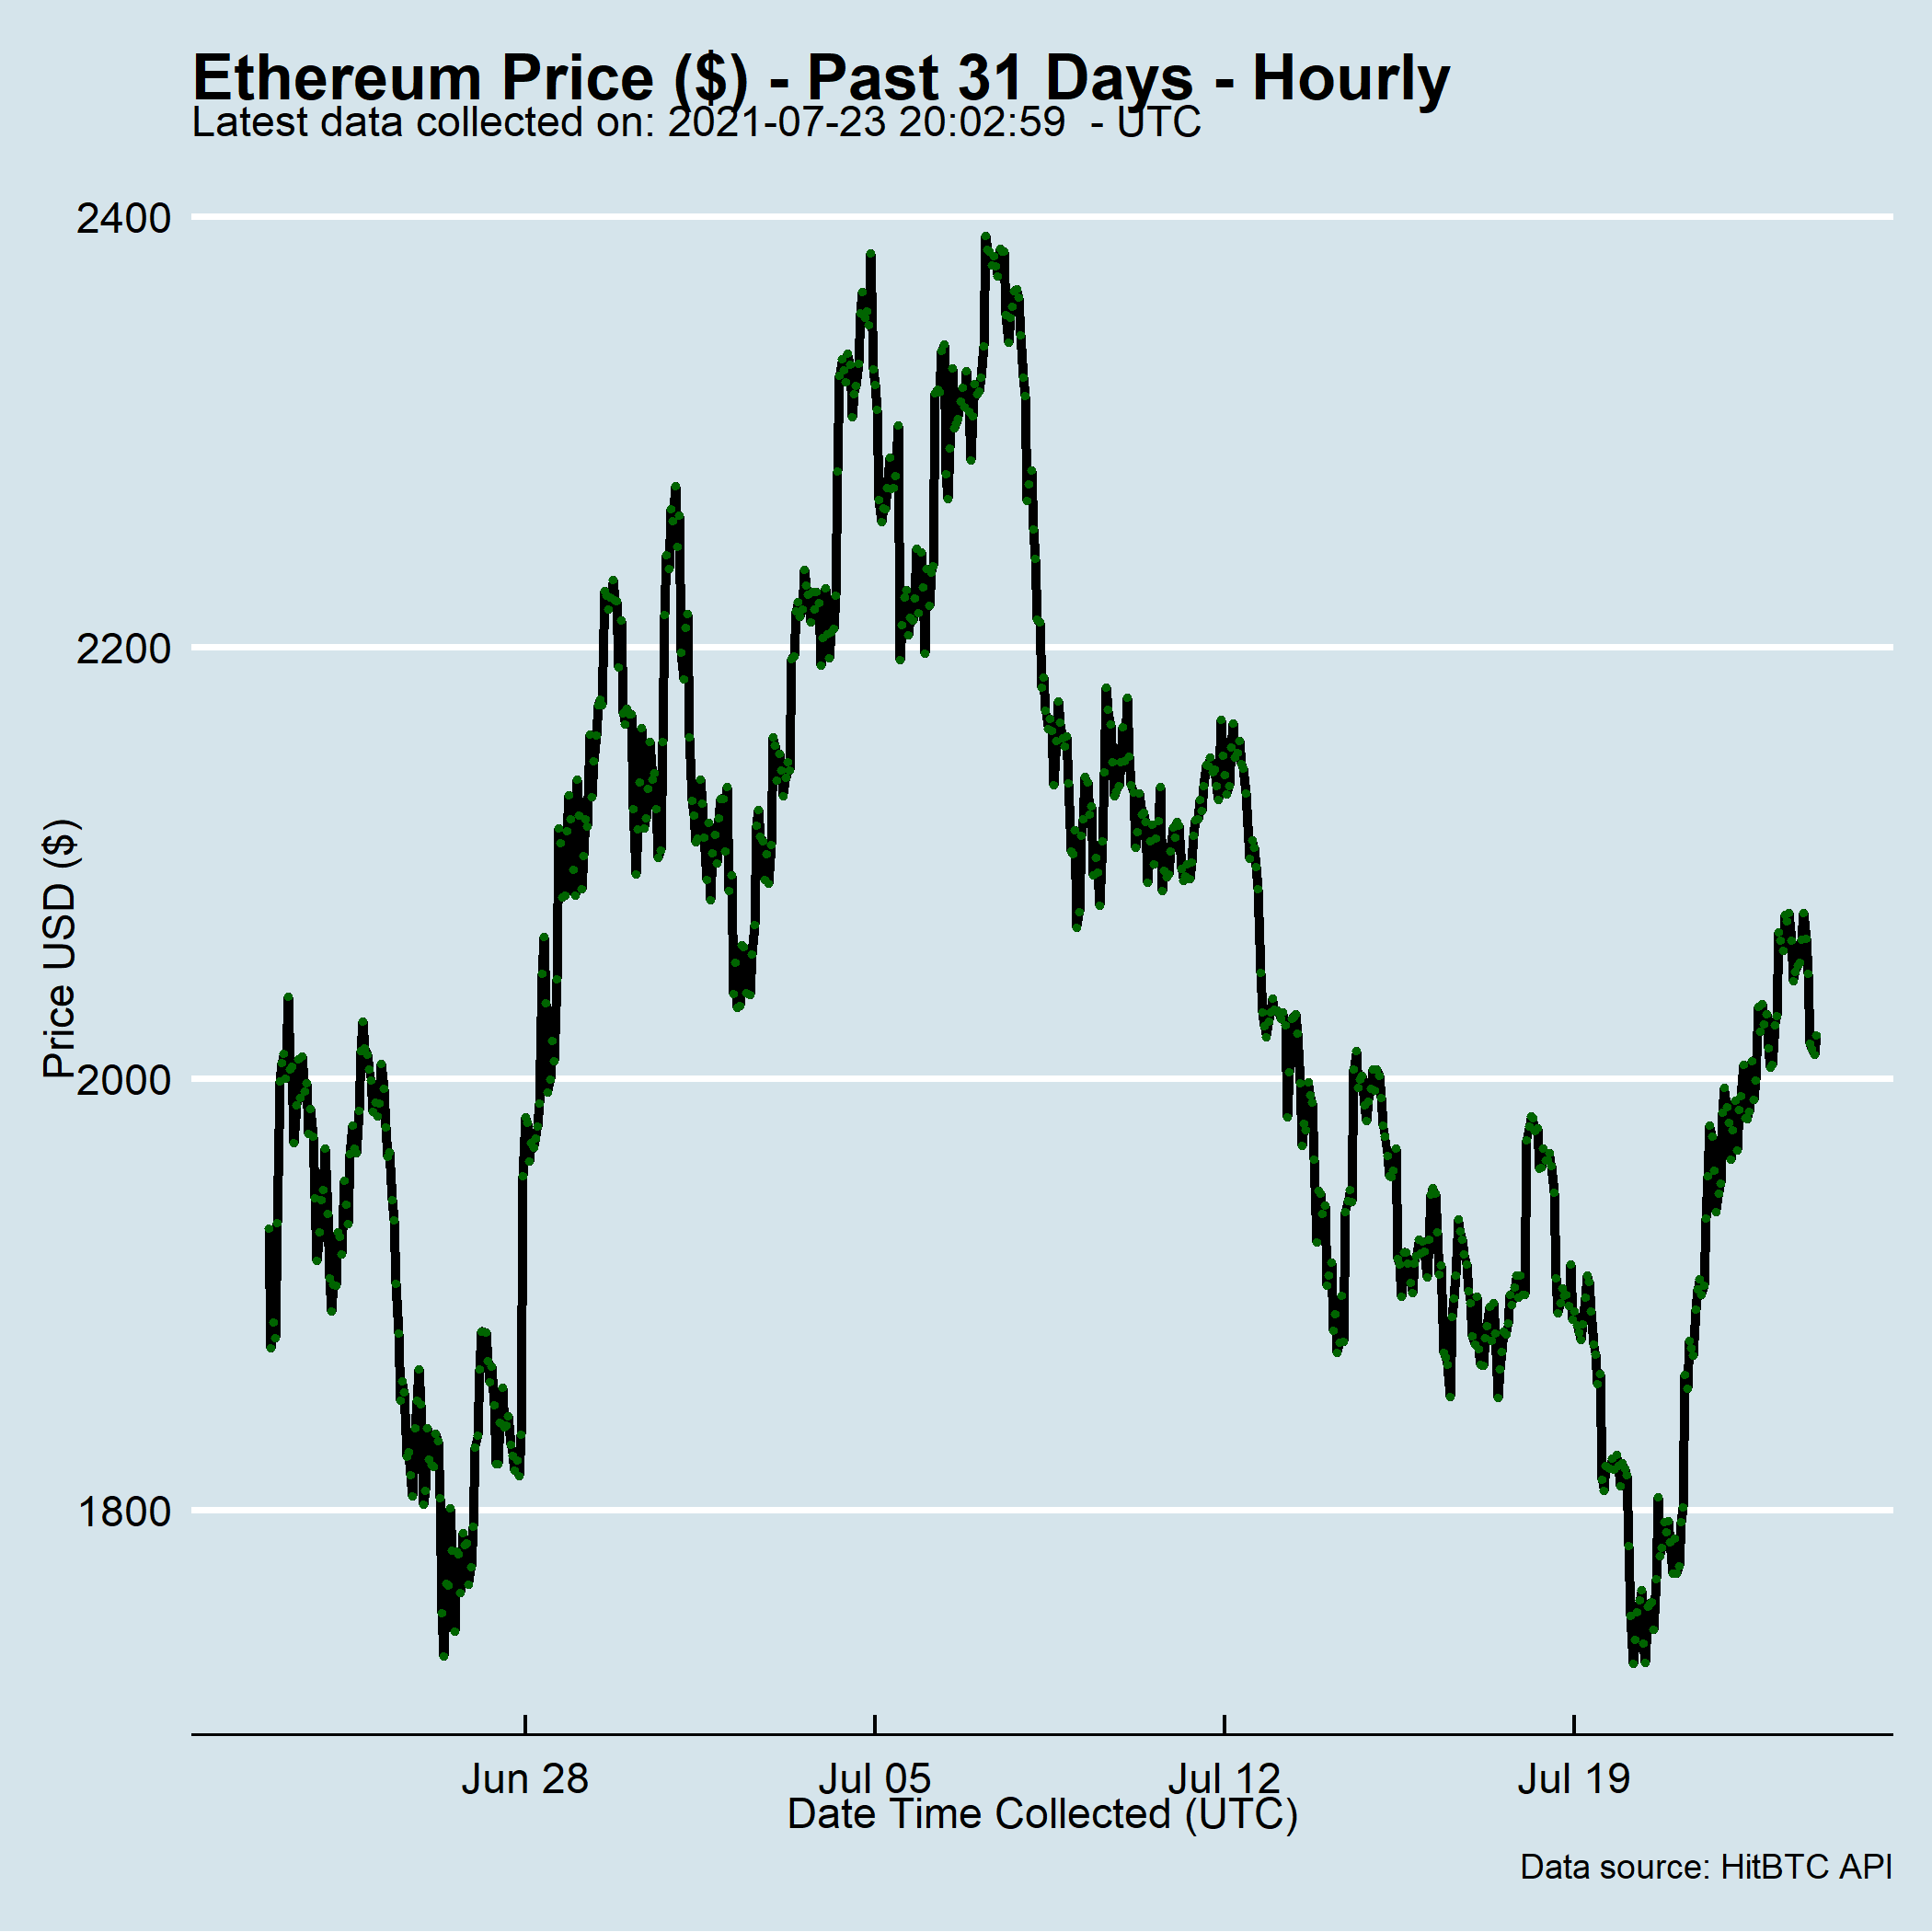 Ethereum Price ($) - Past 31 Days - Hourly
Latest data collected on: 2021-07-23 20:02:59  - UTC
2400
2200
2000
1800
Price USD ($)
Jun 28
Jul 05
Jul 12
Jul 19
Date Time Collected (UTC)
Data source: HitBTC API